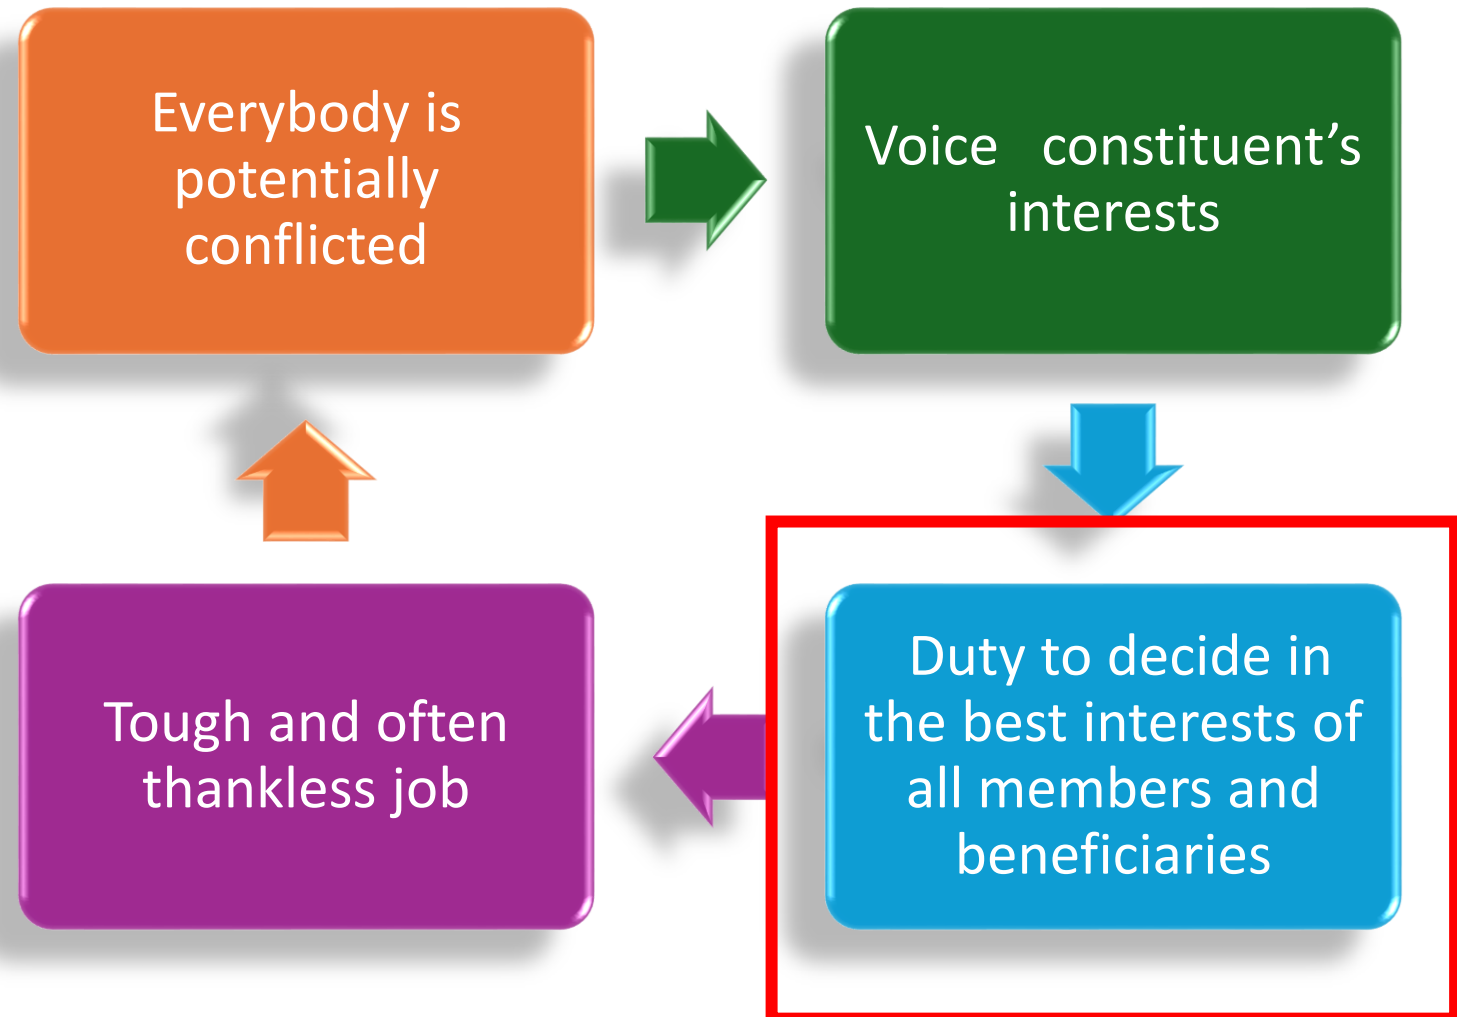 Everybody is
potentially
conflicted
Voice   constituent’s
interests
Duty to decide in
the best interests of
all members and
beneficiaries
Tough and often
thankless job